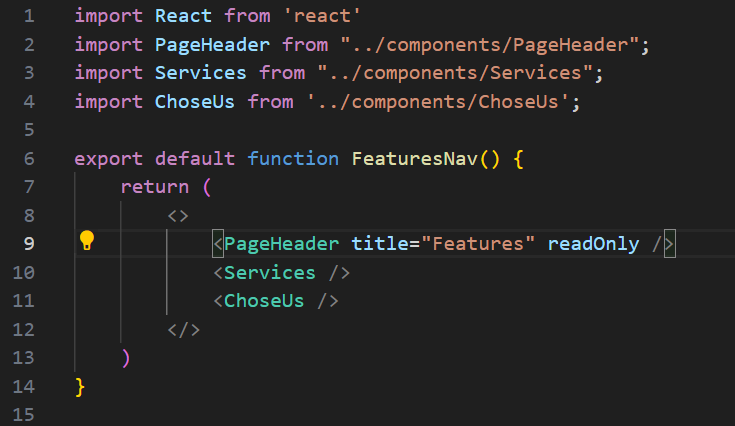 1 import React from 'react'
2 import PageHeader from "../components/PageHeader";
3 import Services from "../components/Services";
4 import ChoseUs from '../components/ChoseUs';
5
6 export default function FeaturesNav() {
7     return (
8         <>
9             <PageHeader title="Features" readOnly />
10             <Services />
11             <ChoseUs />
12         </>
13     )
14 }
15